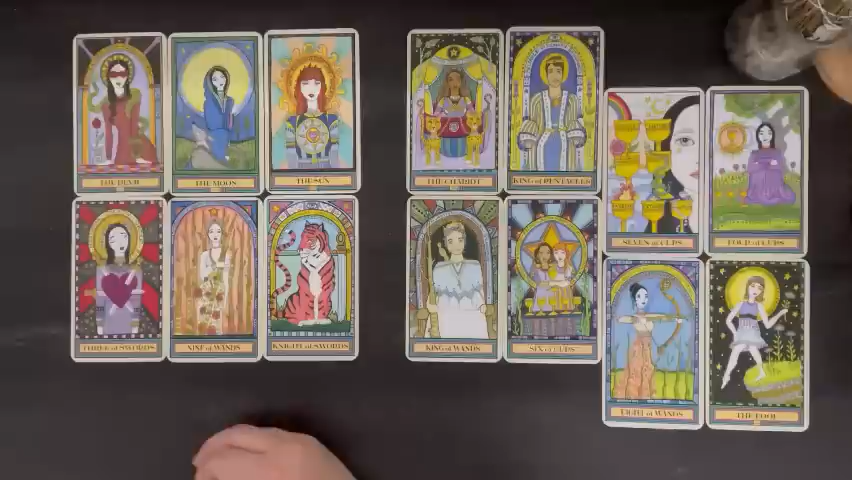 THE DEVIL
THE MOON
THE SUN
THE CHARIOT
KING of PENTACLES
SEVEN of CUPS
FOUR of CUPS
THREE of SWORDS
NINE of WANDS
KNIGHT of SWORDS
KING of WANDS
SIX of CUPS
EIGHT of WANDS
THE FOOL